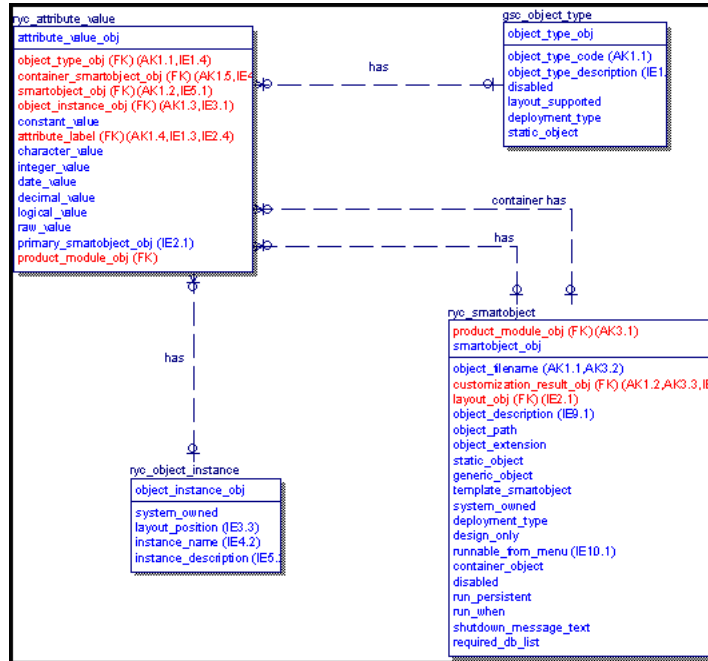 ryc_attribute_value
attribute_value_obj
object_type_obj (FK) (AK1.1,IE1.4)
container_smartobject_obj (FK) (AK1.5,IE4
smartobject_obj (FK) (AK1.2,IE5.1)
object_instance_obj (FK) (AK1.3,IE3.1)
constant_value
attribute_label (FK) (AK1.4,IE1.3,IE2.4)
character_value
integer_value
date_value
decimal_value
logical_value
raw_value
primary_smartobject_obj (IE2.1)
product_module_obj (FK)
has
gsc_object_type
object_type_obj
object_type_code (AK1.1)
object_type_description (IE1.
disabled
layout_supported
deployment_type
static_object
container has
has
has
ryc_object_instance
object_instance_obj
system_owned
layout_position (IE3.3)
instance_name (IE4.2)
instance_description (IE5.
ryc_smartobject
product_module_obj (FK) (AK3.1)
smartobject_obj
object_filename (AK1.1,AK3.2)
customization_result_obj (FK) (AK1.2,AK3.3,IE
layout_obj (FK) (IE2.1)
object_description (IE9.1)
object_path
object_extension
static_object
generic_object
template_smartobject
system_owned
deployment_type
design_only
runnable_from_menu (IE10.1)
container_object
disabled
run_persistent
run_when
shutdown_message_text
required_db_list